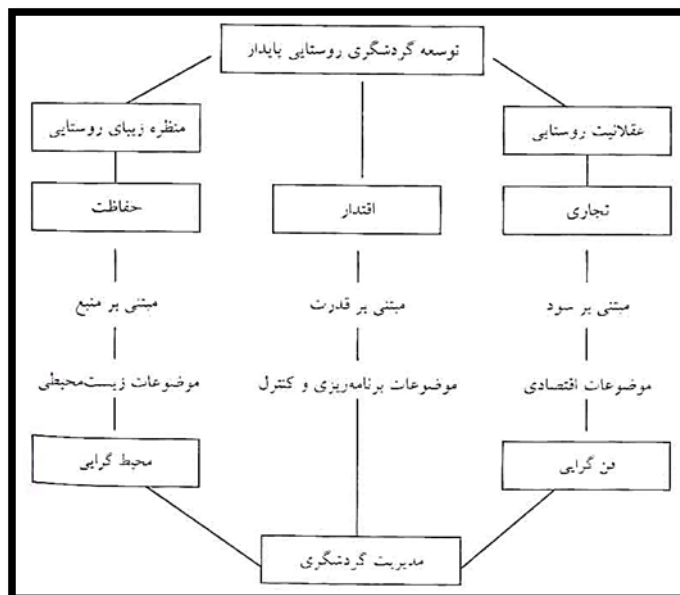 توسعه گردشگری روستایی پایدار
عقلانیت روستایی
منظره زیبای روستایی
تجاری
اقتدار
حفاظت
مبتنی بر سود
مبتنی بر قدرت
مبتنی بر منبع
موضوعات اقتصادی
موضوعات برنامه‌ریزی و کنترل
موضوعات زیست‌محیطی
فن گرایی
محیط گرایی
مدیریت گردشگری